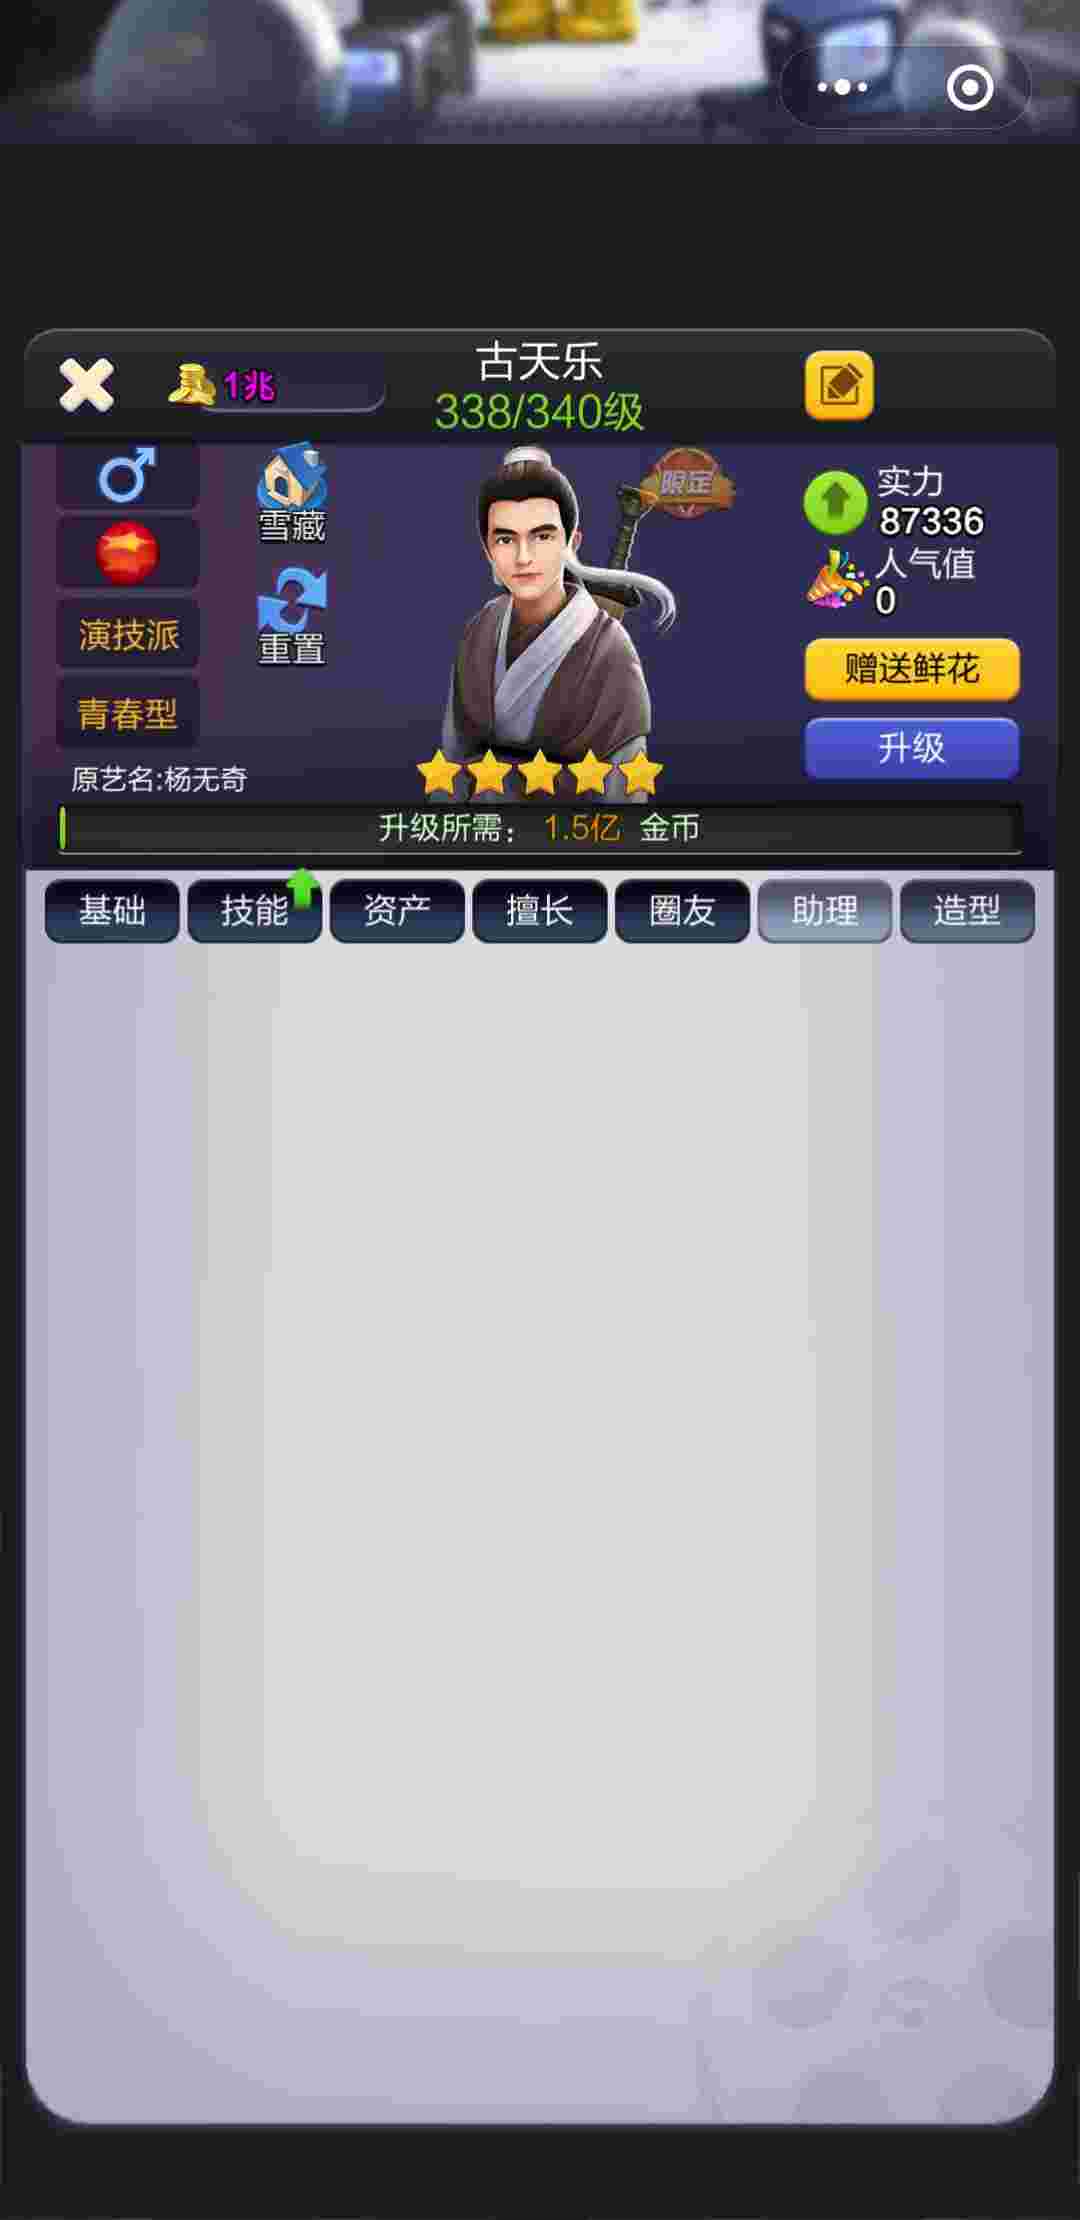 古天乐
1兆
338/340级
限定
雪藏
实力
87336
人气值
0
演技派
重置
赠送鲜花
青春型
升级
原艺名:杨无奇
升级所需： 1.5亿 金币
基础 技能 资产 擅长 圈友 助理 造型